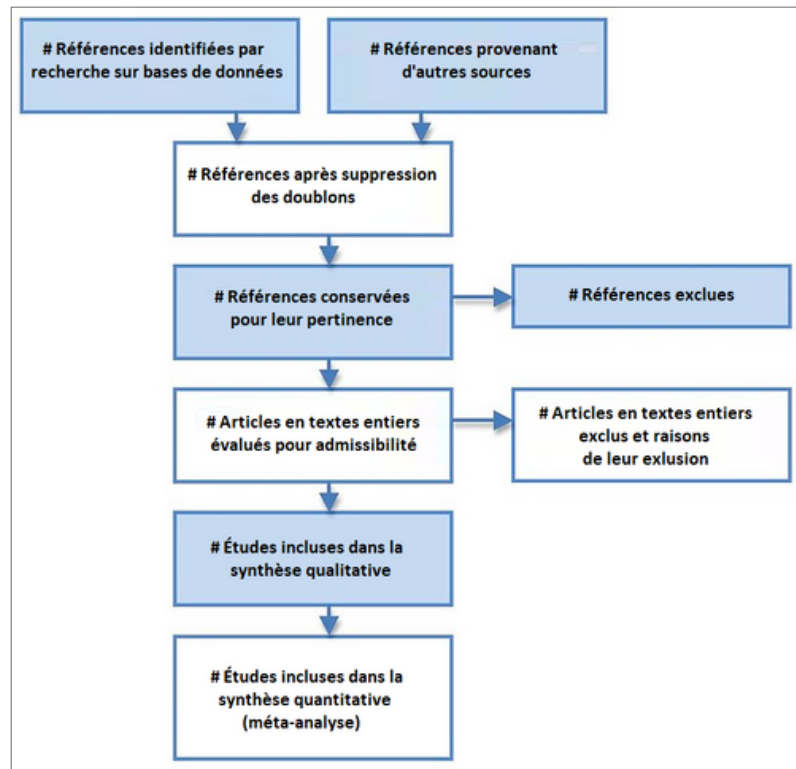 # Références identifiées par
recherche sur bases de données
# Références provenant
d'autres sources
# Références après suppression
des doublons
# Références conservées
pour leur pertinence
# Références exclues
# Articles en textes entiers
évalués pour admissibilité
# Articles en textes entiers
exclus et raisons
de leur exlusion
# Études incluses dans la
synthèse qualitative
# Études incluses dans la
synthèse quantitative
(méta-analyse)